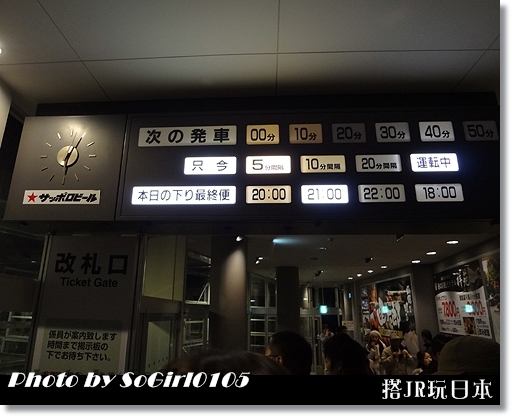 次の発車 00分 10分 20分 30分 40分 50分
只今 5分間隔 10分間隔 20分間隔 運転中
本日の下り最終便 20:00 21:00 22:00 18:00
★サッポロビール
改札口
Ticket Gate
係員が案内致します
時間まで掲示板の
下でお待ち下さい。
Photo by SoGirl0105
搭JR玩日本